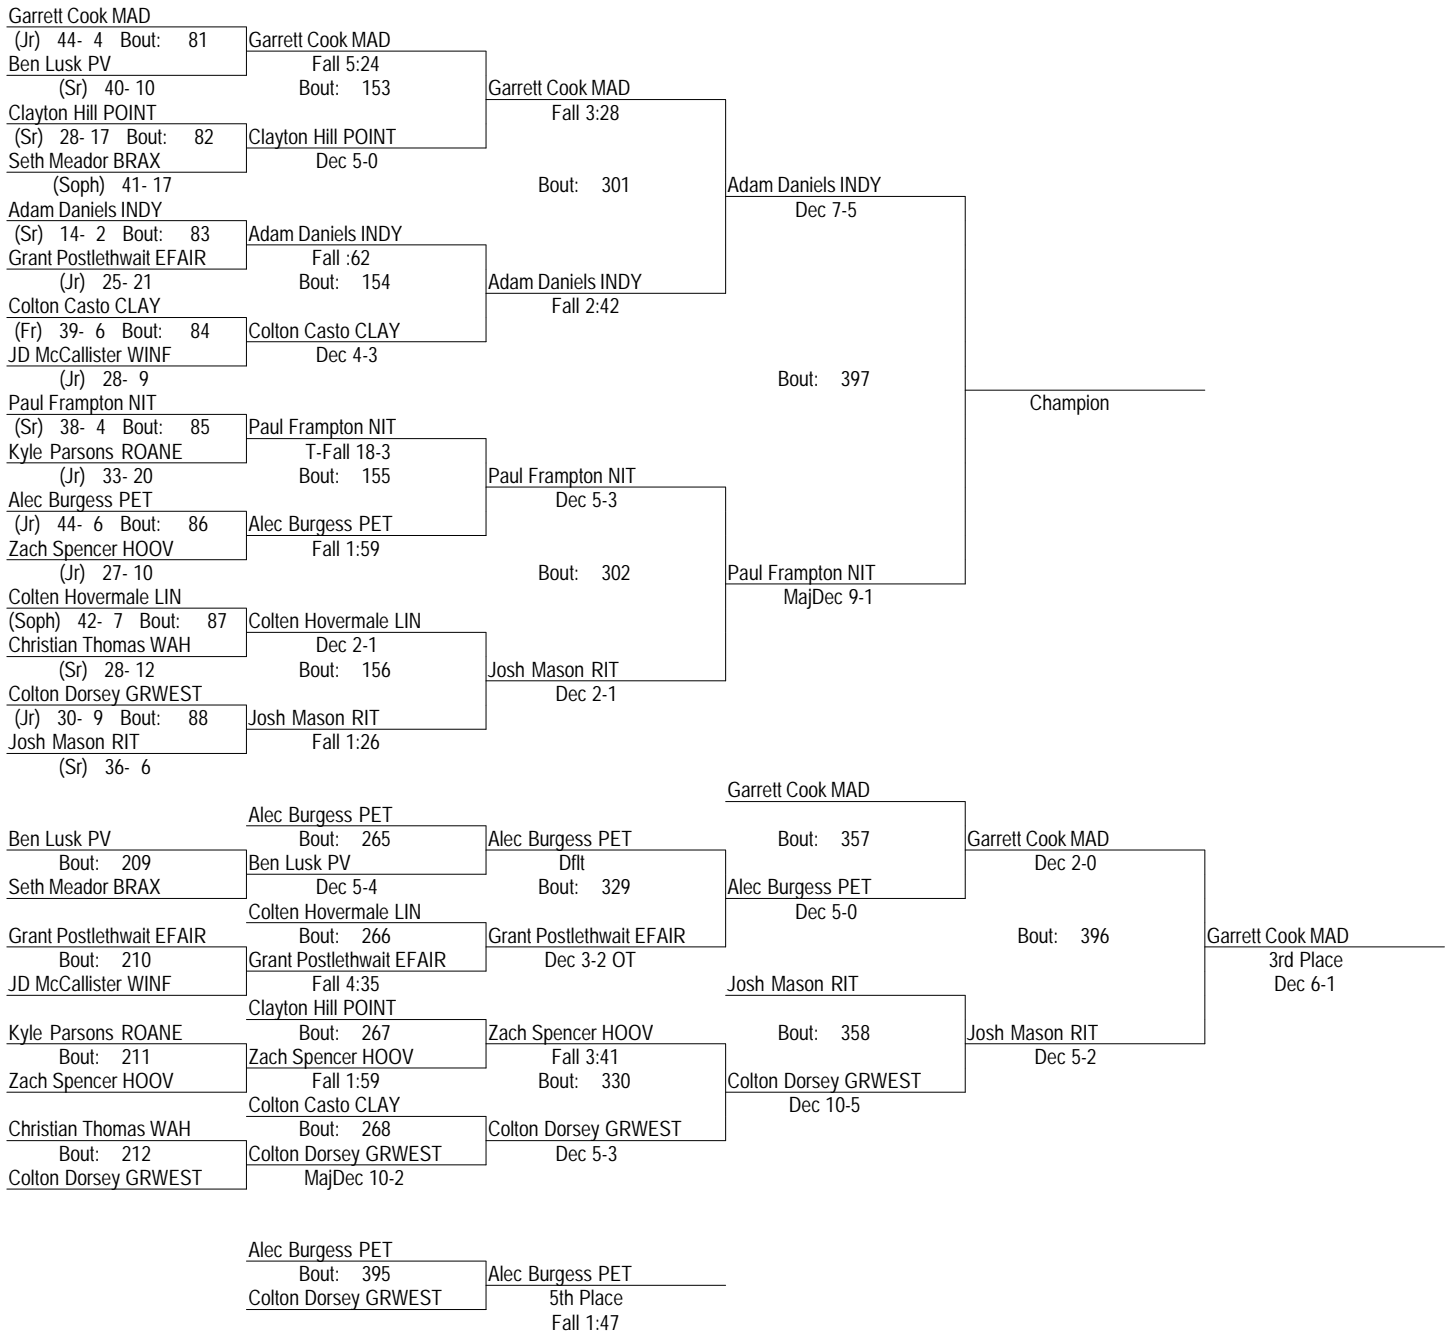 Garrett Cook MAD
(Jr) 44- 4 Bout: 81 Garrett Cook MAD
Ben Lusk PV Fall 5:24
(Sr) 40- 10 Bout: 153 Garrett Cook MAD
Clayton Hill POINT Fall 3:28
(Sr) 28- 17 Bout: 82 Clayton Hill POINT
Seth Meador BRAX Dec 5-0
(Soph) 41- 17 Bout: 301 Adam Daniels INDY
Adam Daniels INDY Dec 7-5
(Sr) 14- 2 Bout: 83 Adam Daniels INDY
Grant Postlethwait EFAIR Fall :62
(Jr) 25- 21 Bout: 154 Adam Daniels INDY
Colton Casto CLAY Fall 2:42
(Fr) 39- 6 Bout: 84 Colton Casto CLAY
JD McCallister WINF Dec 4-3
(Jr) 28- 9 Bout: 397
Paul Frampton NIT Champion
(Sr) 38- 4 Bout: 85 Paul Frampton NIT
Kyle Parsons ROANE T-Fall 18-3
(Jr) 33- 20 Bout: 155 Paul Frampton NIT
Alec Burgess PET Dec 5-3
(Jr) 44- 6 Bout: 86 Alec Burgess PET
Zach Spencer HOOV Fall 1:59
(Jr) 27- 10 Bout: 302 Paul Frampton NIT
Colten Hovermale LIN MajDec 9-1
(Soph) 42- 7 Bout: 87 Colten Hovermale LIN
Christian Thomas WAH Dec 2-1
(Sr) 28- 12 Bout: 156 Josh Mason RIT
Colton Dorsey GRWEST Dec 2-1
(Jr) 30- 9 Bout: 88 Josh Mason RIT
Josh Mason RIT Fall 1:26
(Sr) 36- 6
Garrett Cook MAD
Alec Burgess PET
Ben Lusk PV Bout: 265 Alec Burgess PET Bout: 357 Garrett Cook MAD
Bout: 209 Ben Lusk PV Dflt Dec 2-0
Seth Meador BRAX Dec 5-4 Bout: 329 Alec Burgess PET
Colten Hovermale LIN Dec 5-0
Grant Postlethwait EFAIR Bout: 266 Grant Postlethwait EFAIR Bout: 396 Garrett Cook MAD
Bout: 210 Grant Postlethwait EFAIR Dec 3-2 OT 3rd Place
JD McCallister WINF Fall 4:35 Josh Mason RIT Dec 6-1
Clayton Hill POINT
Kyle Parsons ROANE Bout: 267 Zach Spencer HOOV Bout: 358 Josh Mason RIT
Bout: 211 Zach Spencer HOOV Fall 3:41 Dec 5-2
Zach Spencer HOOV Fall 1:59 Bout: 330 Colton Dorsey GRWEST
Colton Casto CLAY Dec 10-5
Christian Thomas WAH Bout: 268 Colton Dorsey GRWEST
Bout: 212 Colton Dorsey GRWEST Dec 5-3
Colton Dorsey GRWEST MajDec 10-2
Alec Burgess PET
Bout: 395 Alec Burgess PET
Colton Dorsey GRWEST 5th Place
Fall 1:47